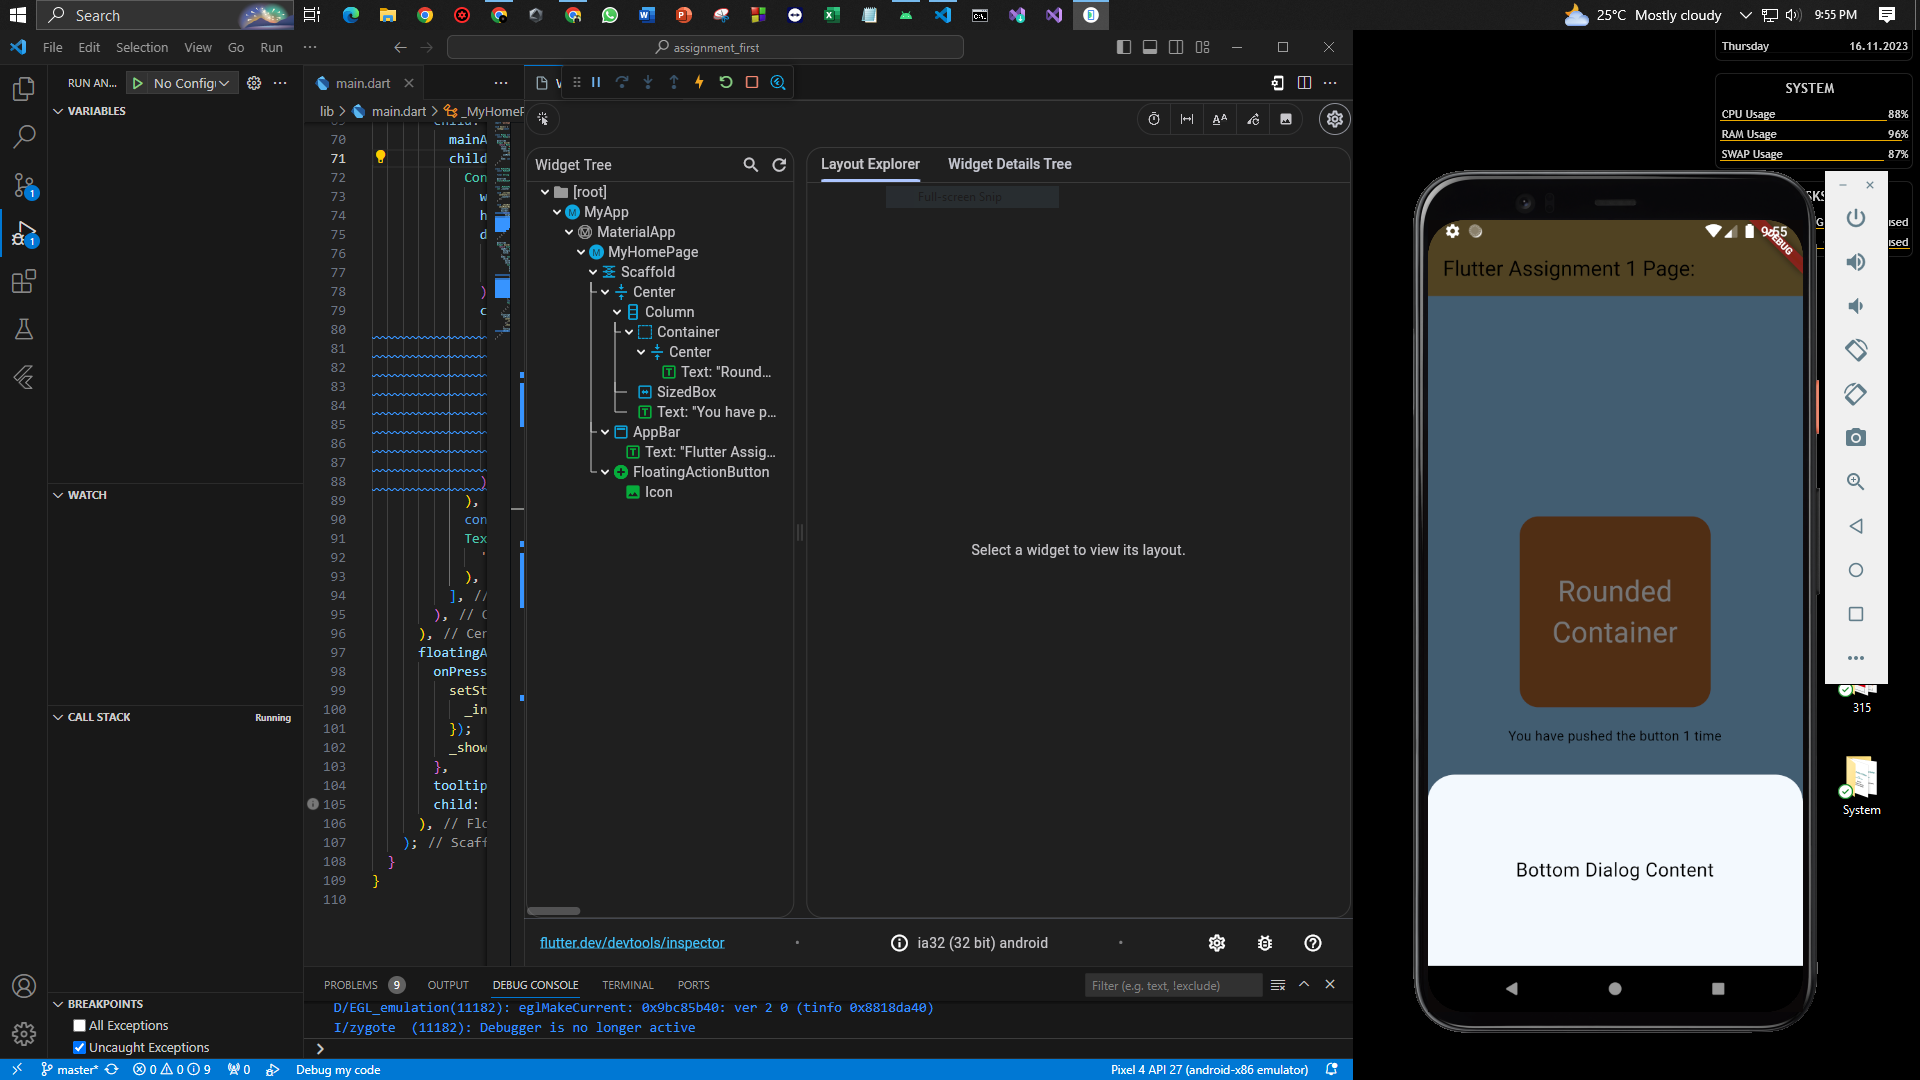 Search
25°C Mostly cloudy
9:55 PM
File Edit Selection View Go Run ···
assignment_first
Thursday 16.11.2023
SYSTEM
CPU Usage 88%
RAM Usage 96%
SWAP Usage 87%
RUN AN...
No Config
main.dart
lib > main.dart > _MyHomeP
VARIABLES
WATCH
CALL STACK
Running
BREAKPOINTS
All Exceptions
Uncaught Exceptions
70 mainA
71 child
72 Con
73 w
74 h
75 d
76
77
78 )
79 c
80
81
82
83
84
85
86
87
88 )
89 ),
90 con
91 Tex
92 '
93 ),
94 ], //
95 ), // C
96 ), // Cen
97 floatingA
98 onPress
99 setSt
100 _in
101 });
102 _show
103 },
104 tooltip
105 child:
106 ), // Flo
107 ); // Scaff
108 }
109 }
110
Widget Tree
[root]
MyApp
MaterialApp
MyHomePage
Scaffold
Center
Column
Container
Center
Text: "Round...
SizedBox
Text: "You have p...
AppBar
Text: "Flutter Assig...
FloatingActionButton
Icon
Layout Explorer
Widget Details Tree
Full-screen Snip
Select a widget to view its layout.
flutter.dev/devtools/inspector
•
ia32 (32 bit) android
•
PROBLEMS 9 OUTPUT DEBUG CONSOLE TERMINAL PORTS
Filter (e.g. text, !exclude)
D/EGL_emulation(11182): eglMakeCurrent: 0x9bc85b40: ver 2 0 (tinfo 0x8818da40)
I/zygote (11182): Debugger is no longer active
>
master* 0 0 9 0 Debug my code
Pixel 4 API 27 (android-x86 emulator)
9:55
DEBUG
Flutter Assignment 1 Page:
Rounded
Container
You have pushed the button 1 time
Bottom Dialog Content
315
System